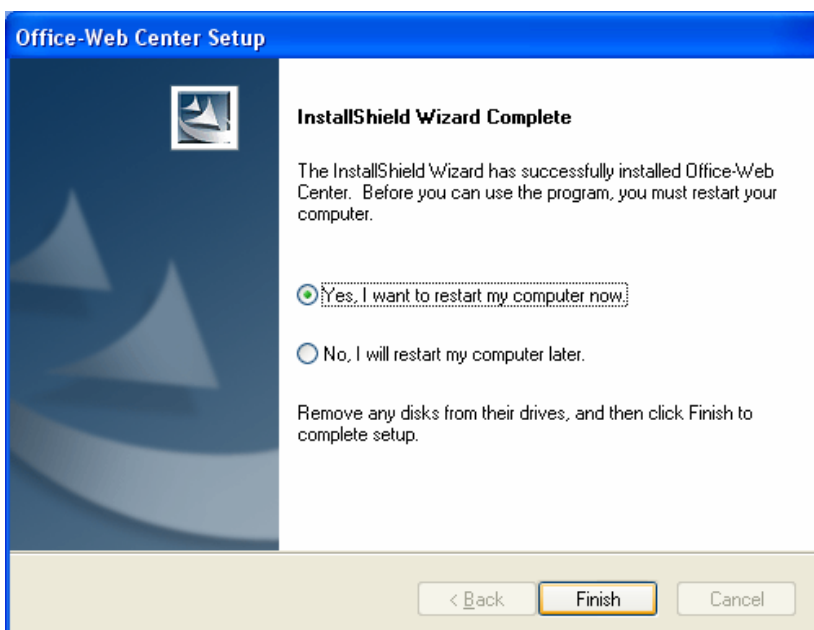 Office-Web Center Setup
InstallShield Wizard Complete
The InstallShield Wizard has successfully installed Office-Web
Center. Before you can use the program, you must restart your
computer.
Yes, I want to restart my computer now.
No, I will restart my computer later.
Remove any disks from their drives, and then click Finish to
complete setup.
< Back Finish Cancel